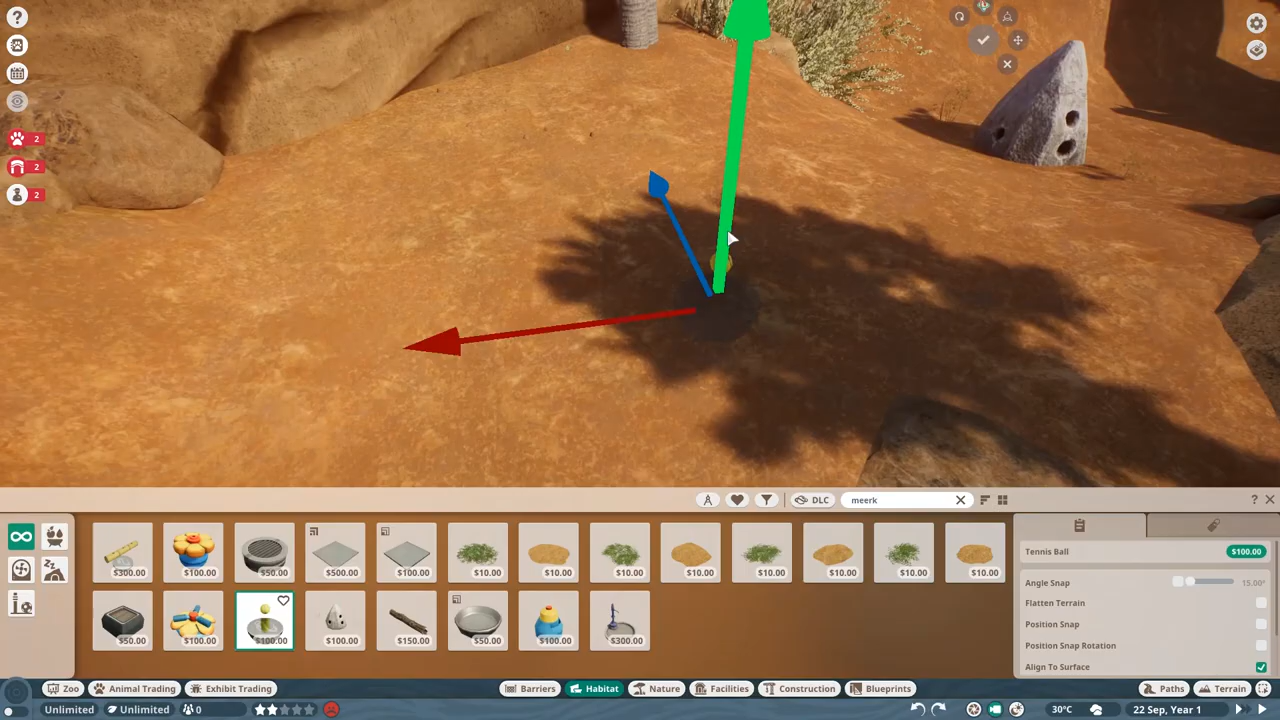 ?
2
2
2
DLC
meerk
?
$300.00
$100.00
$50.00
$500.00
$100.00
$10.00
$10.00
$10.00
$10.00
$10.00
$10.00
$10.00
$10.00
$50.00
$100.00
$100.00
$100.00
$150.00
$50.00
$100.00
$300.00
Tennis Ball $100.00
Angle Snap 15.00°
Flatten Terrain
Position Snap
Position Snap Rotation
Align To Surface
Zoo Animal Trading Exhibit Trading Barriers Habitat Nature Facilities Construction Blueprints Paths Terrain
Unlimited Unlimited 0 30°C 22 Sep, Year 1